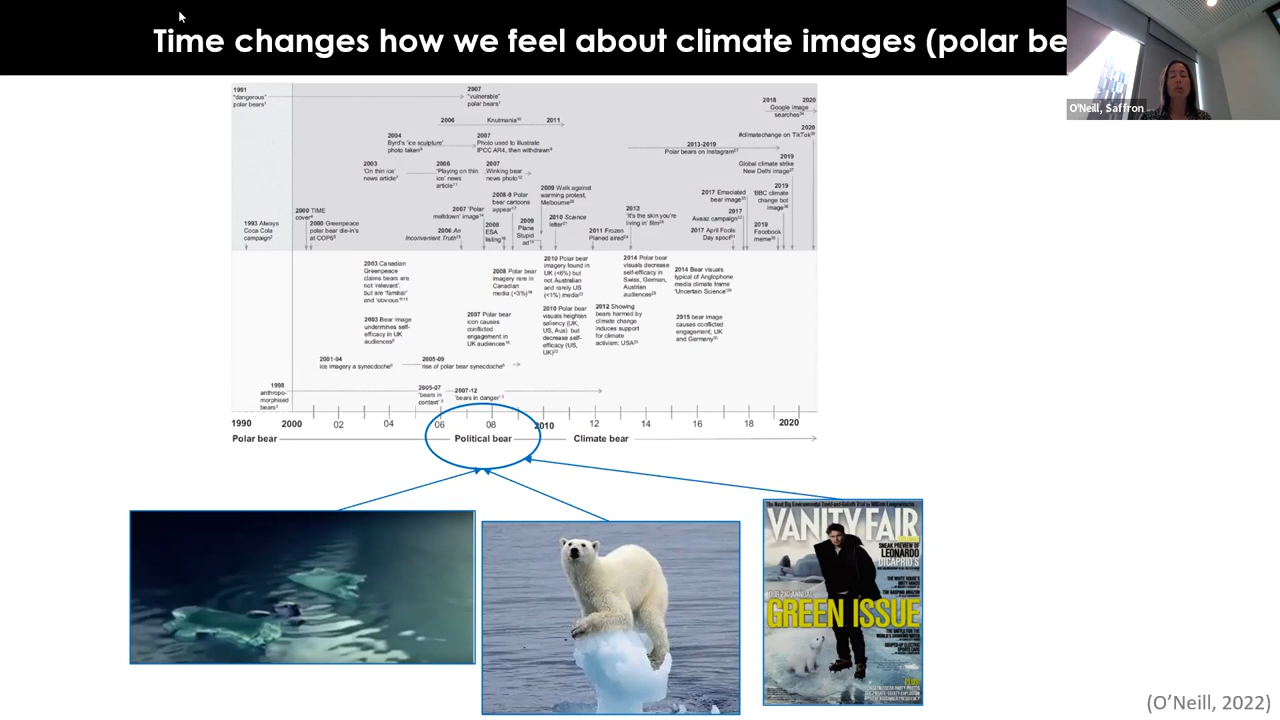 Time changes how we feel about climate images (polar be
O'Neill, Saffron
1991
"dangerous"
polar bears
2007
"vulnerable"
polar bears
2018 2020
Google image
searches
2006 Knutmania 2011
2020
#climatechange on TikTok
2004
Byrd's 'ice sculpture'
photo taken
2007
Photo used to illustrate
IPCC AR4, then withdrawn
2013-2019
Polar bears on Instagram
2019
Global climate strike
New Delhi image
2003
'On thin ice'
news article
2006
'Playing on thin
ice' news
article
2007
'Winking bear
news photo
2008-9 Polar
bear cartoons
appear
2009 Walk against
warming protest,
Melbourne
2017 Emaciated
bear image
2019
'BBC climate
change bot
image
1993 Always
Coca Cola
campaign
2000 TIME
cover
2000 Greenpeace
polar bear die-in's
at COP6
2007 'Polar
meltdown' image
2006 An
Inconvenient Truth
2008
ESA
listing
2009
Plane
Stupid
ad
2010 Science
letter
2011 Frozen
Planet aired
2013
'It's the skin you're
living in' film
2017
Avaaz campaign
2017 April Fools
Day spoof
2019
Facebook
meme
2003 Canadian
Greenpeace
claims bears are
not 'relevant',
but are 'familiar'
and 'obvious'
2003 Bear image
undermines self-
efficacy in UK
audiences
2008 Polar bear
imagery rare in
Canadian
media (<3%)
2007 Polar bear
icon causes
conflicted
engagement in
UK audiences
2010 Polar bear
imagery found in
UK (<6%) but
not Australian
and rarely US
(<1%) media
2010 Polar bear
visuals heighten
saliency (UK,
US, Aus) but
decrease self-
efficacy (US,
UK)
2014 Polar bear
visuals decrease
self-efficacy in
Swiss, German,
Austrian
audiences
2012 Showing
bears harmed by
climate change
induces support
for climate
activism; USA
2014 Bear visuals
typical of Anglophone
media climate frame
'Uncertain Science'
2015 bear image
causes conflicted
engagement; UK
and Germany
2001-04
ice imagery a synecdoche
2005-09
rise of polar bear synecdoche
1998
anthropo-
morphised
bears
2005-07
'bears in
context'
2007-12
'bears in danger'
1990 2000 02 04 06 08 2010 12 14 16 18 2020
Polar bear Political bear Climate bear
VANITY FAIR
SNEAK PREVIEW OF
LEONARDO
DICAPRIO'S
GREEN ISSUE
(O'Neill, 2022)